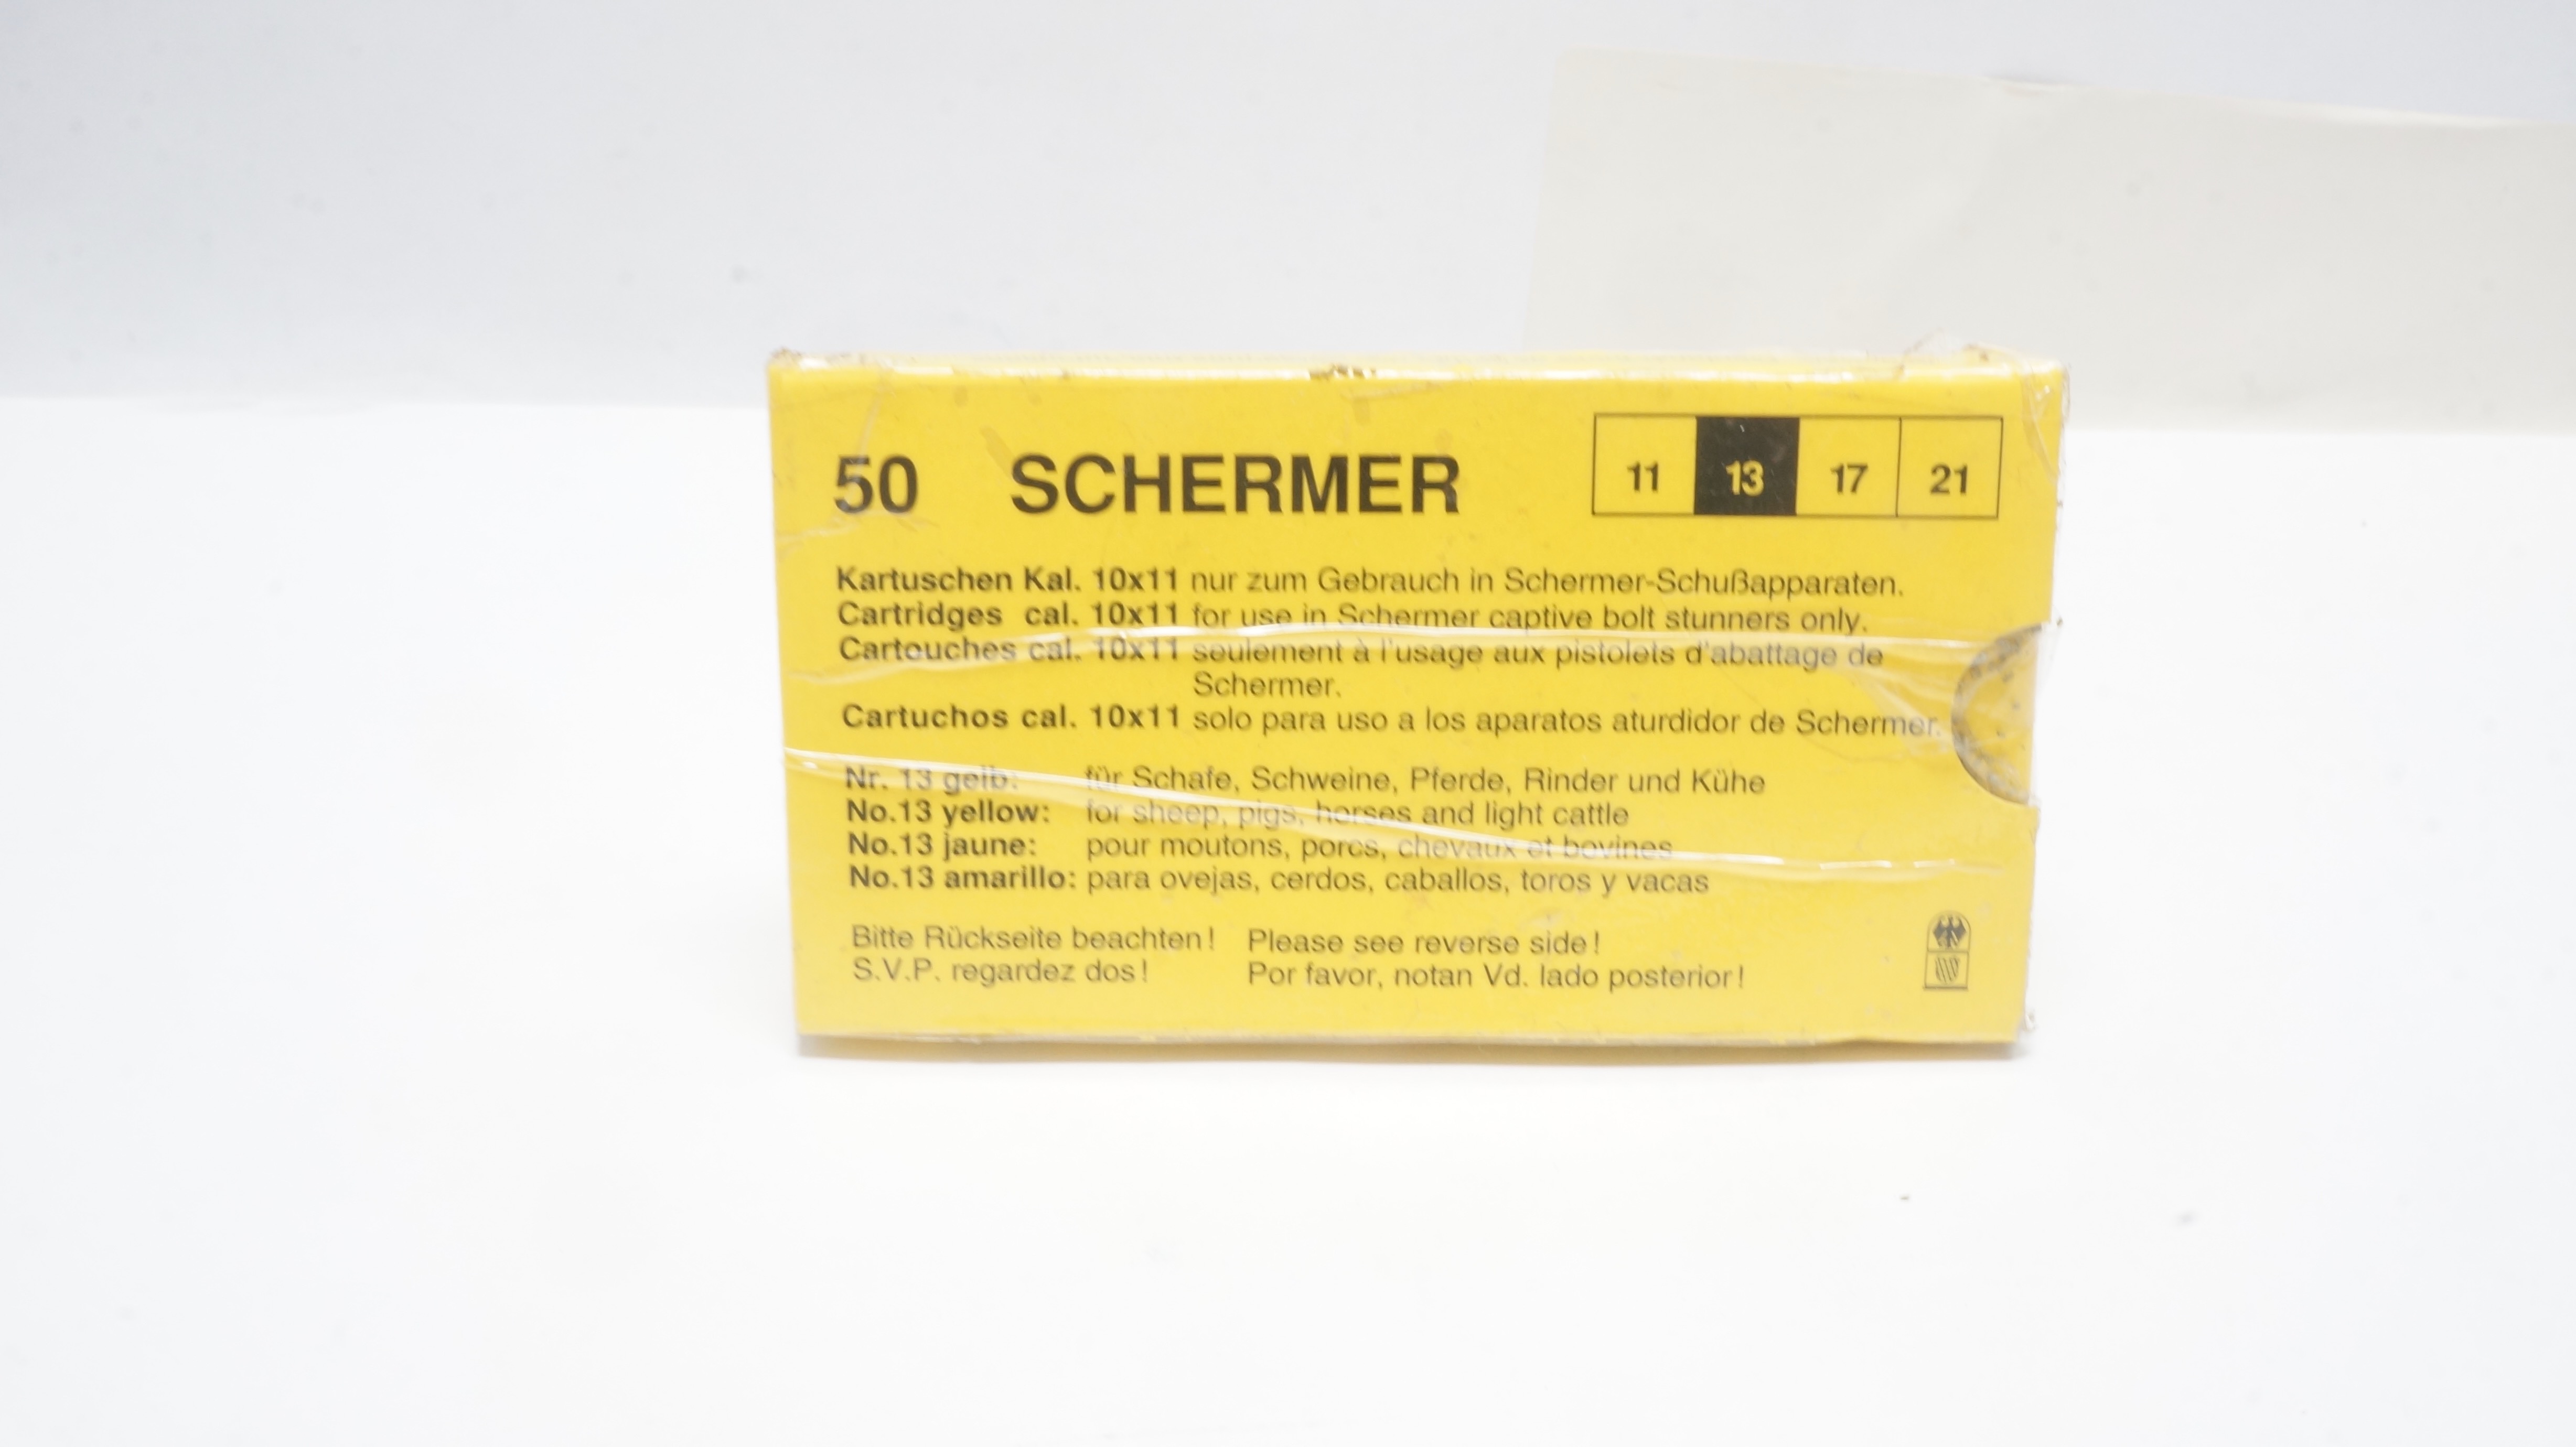 50 SCHERMER 11 13 17 21
Kartuschen Kal. 10x11 nur zum Gebrauch in Schermer-Schußapparaten.
Cartridges cal. 10x11 for use in Schermer captive bolt stunners only.
Cartouches cal. 10x11 seulement à l'usage aux pistolets d'abattage de
Schermer.
Cartuchos cal. 10x11 solo para uso a los aparatos aturdidor de Schermer.
Nr. 13 gelb: für Schafe, Schweine, Pferde, Rinder und Kühe
No.13 yellow: for sheep, pigs, horses and light cattle
No.13 jaune: pour moutons, porcs, chevaux et bovines
No.13 amarillo: para ovejas, cerdos, caballos, toros y vacas
Bitte Rückseite beachten! Please see reverse side!
S.V.P. regardez dos! Por favor, notan Vd. lado posterior!